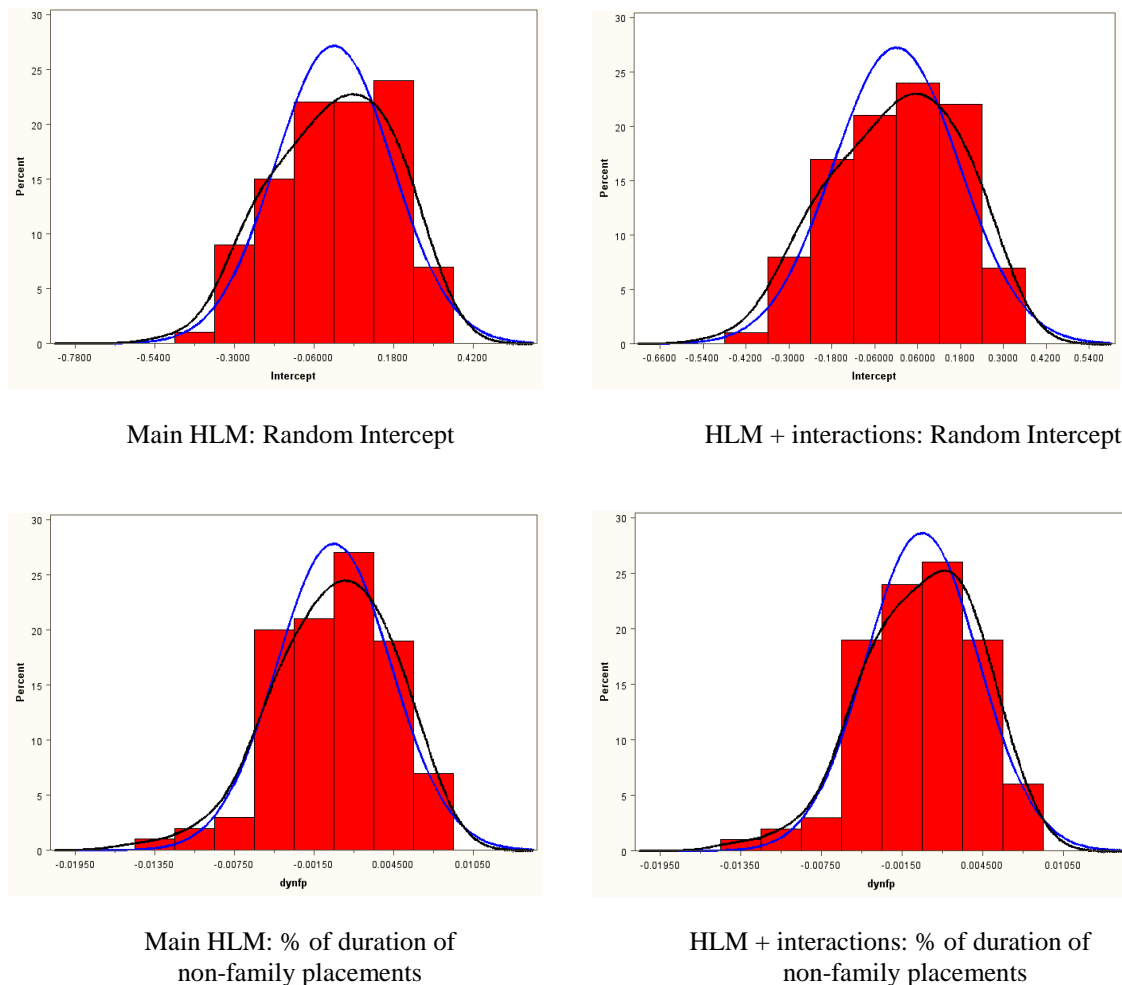 30
25
20
15
10
5
0
Percent
-0.7800 -0.5400 -0.3000 -0.06000 0.1800 0.4200
Intercept
Main HLM: Random Intercept
30
25
20
15
10
5
0
Percent
-0.6600 -0.5400 -0.4200 -0.3000 -0.1800 -0.06000 0.06000 0.1800 0.3000 0.4200 0.5400
Intercept
HLM + interactions: Random Intercept
30
25
20
15
10
5
0
Percent
-0.01950 -0.01350 -0.00750 -0.00150 0.004500 0.01050
dynfp
Main HLM: % of duration of
non-family placements
30
25
20
15
10
5
0
Percent
-0.01950 -0.01350 -0.00750 -0.00150 0.004500 0.01050
dynfp
HLM + interactions: % of duration of
non-family placements